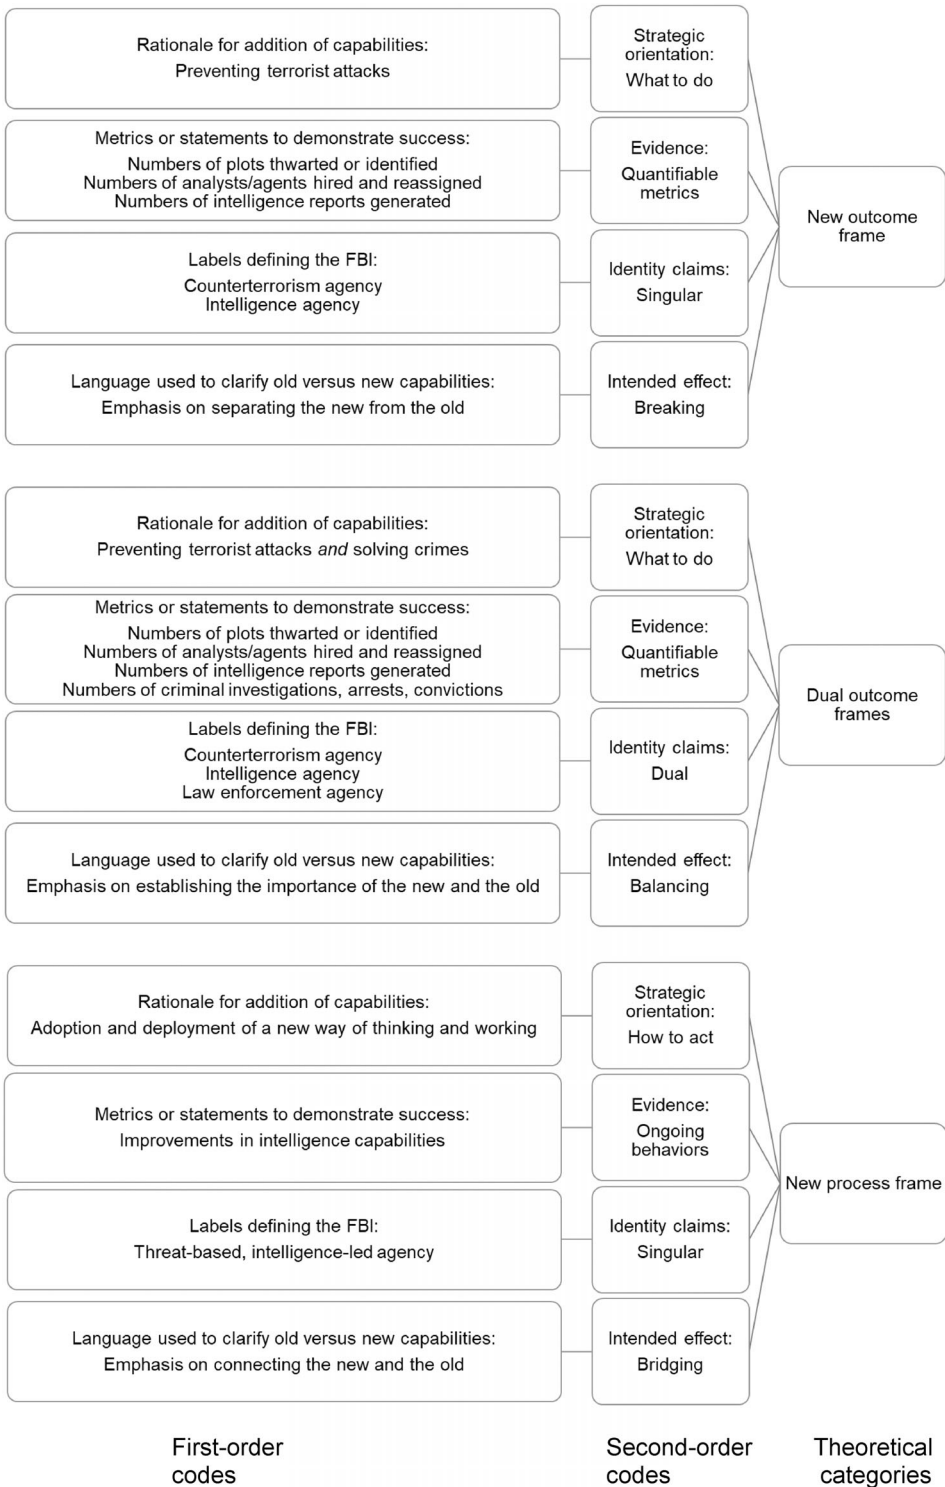 Rationale for addition of capabilities:
Preventing terrorist attacks
Strategic
orientation:
What to do
Metrics or statements to demonstrate success:
Numbers of plots thwarted or identified
Numbers of analysts/agents hired and reassigned
Numbers of intelligence reports generated
Evidence:
Quantifiable
metrics
Labels defining the FBI:
Counterterrorism agency
Intelligence agency
Identity claims:
Singular
Language used to clarify old versus new capabilities:
Emphasis on separating the new from the old
Intended effect:
Breaking
New outcome
frame
Rationale for addition of capabilities:
Preventing terrorist attacks and solving crimes
Strategic
orientation:
What to do
Metrics or statements to demonstrate success:
Numbers of plots thwarted or identified
Numbers of analysts/agents hired and reassigned
Numbers of intelligence reports generated
Numbers of criminal investigations, arrests, convictions
Evidence:
Quantifiable
metrics
Labels defining the FBI:
Counterterrorism agency
Intelligence agency
Law enforcement agency
Identity claims:
Dual
Language used to clarify old versus new capabilities:
Emphasis on establishing the importance of the new and the old
Intended effect:
Balancing
Dual outcome
frames
Rationale for addition of capabilities:
Adoption and deployment of a new way of thinking and working
Strategic
orientation:
How to act
Metrics or statements to demonstrate success:
Improvements in intelligence capabilities
Evidence:
Ongoing
behaviors
Labels defining the FBI:
Threat-based, intelligence-led agency
Identity claims:
Singular
Language used to clarify old versus new capabilities:
Emphasis on connecting the new and the old
Intended effect:
Bridging
New process frame
First-order
codes
Second-order
codes
Theoretical
categories